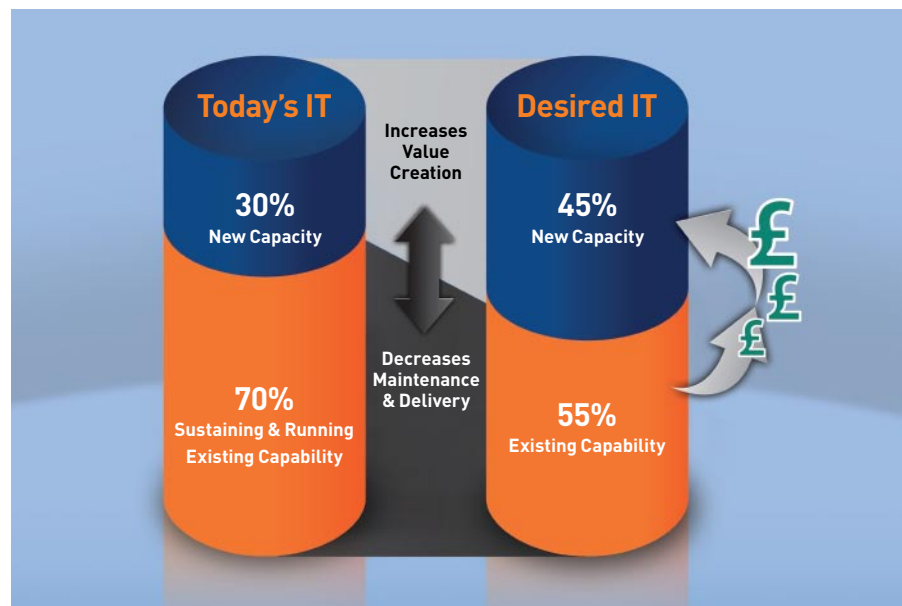 Today's IT
30%
New Capacity
70%
Sustaining & Running
Existing Capability
Increases
Value
Creation
Decreases
Maintenance
& Delivery
Desired IT
45%
New Capacity
55%
Existing Capability
£
£
£